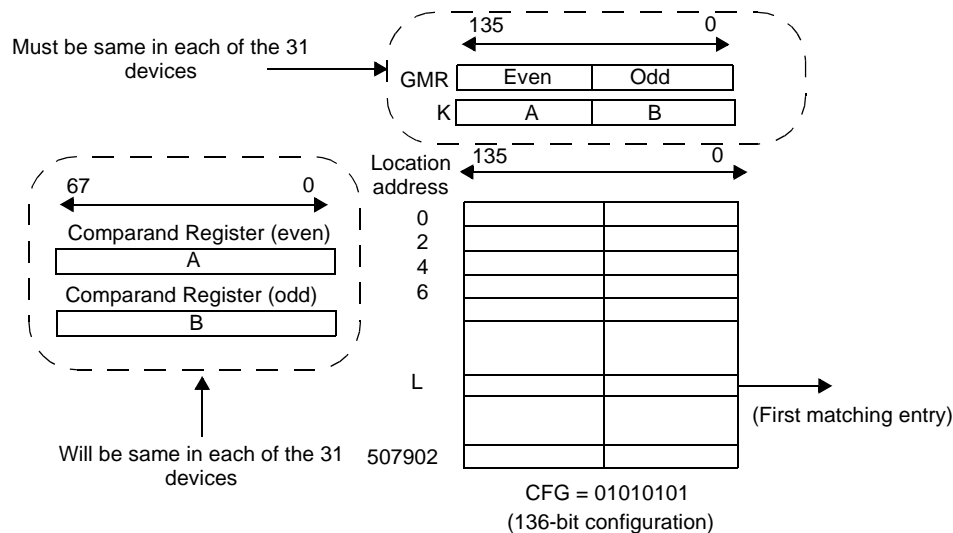 135 0
Must be same in each of the 31
devices
GMR Even Odd
K A B
135 0
Location
address
67 0
Comparand Register (even)
A
Comparand Register (odd)
B
0
2
4
6
L
(First matching entry)
Will be same in each of the 31
devices
507902
CFG = 01010101
(136-bit configuration)